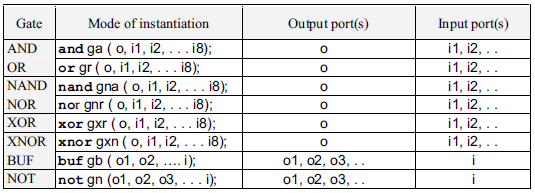 Gate Mode of instantiation Output port(s) Input port(s)
AND and ga ( o, i1, i2, . . . i8); o i1, i2, . .
OR or gr ( o, i1, i2, . . . i8); o i1, i2, . .
NAND nand gna ( o, i1, i2, . . . i8); o i1, i2, . .
NOR nor gnr ( o, i1, i2, . . . i8); o i1, i2, . .
XOR xor gxr ( o, i1, i2, . . . i8); o i1, i2, . .
XNOR xnor gxn ( o, i1, i2, . . . i8); o i1, i2, . .
BUF buf gb ( o1, o2, .... i); o1, o2, o3, . . i
NOT not gn (o1, o2, o3, . . . i); o1, o2, o3, . . i